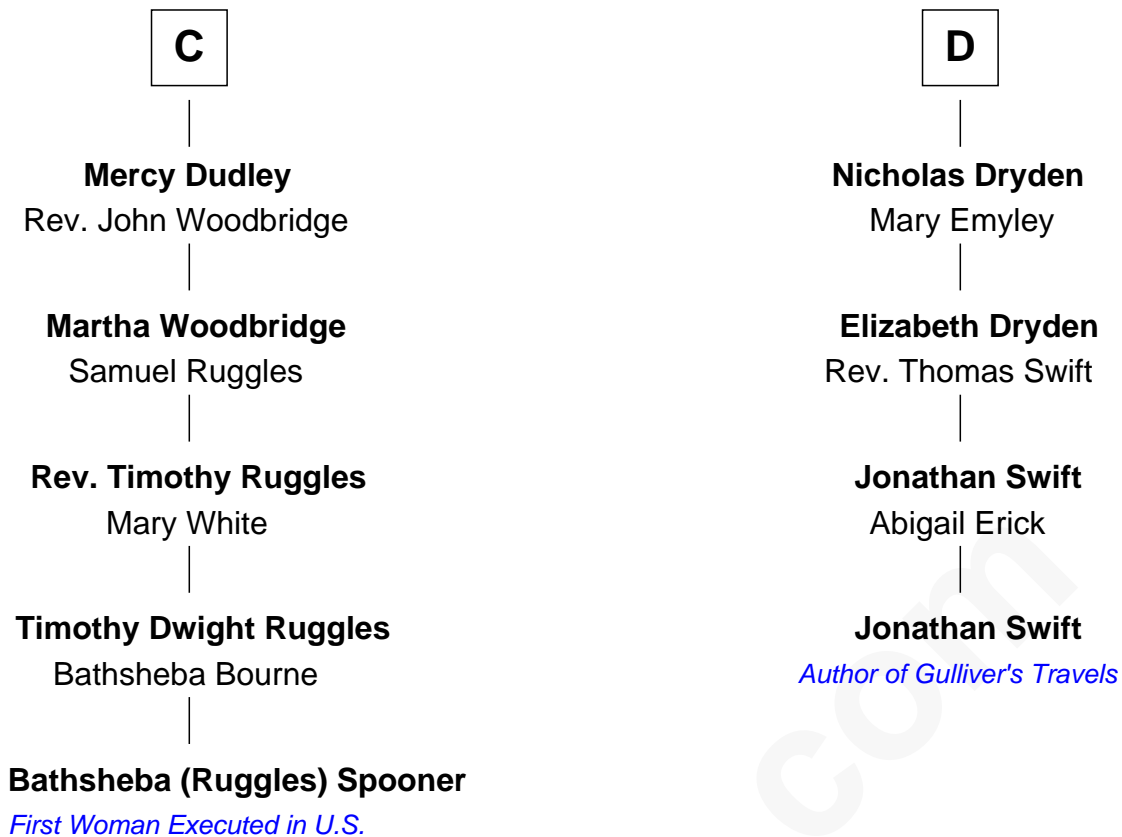 C
Mercy Dudley
Rev. John Woodbridge
Martha Woodbridge
Samuel Ruggles
Rev. Timothy Ruggles
Mary White
Timothy Dwight Ruggles
Bathsheba Bourne
Bathsheba (Ruggles) Spooner
First Woman Executed in U.S.
D
Nicholas Dryden
Mary Emyley
Elizabeth Dryden
Rev. Thomas Swift
Jonathan Swift
Abigail Erick
Jonathan Swift
Author of Gulliver's Travels
com